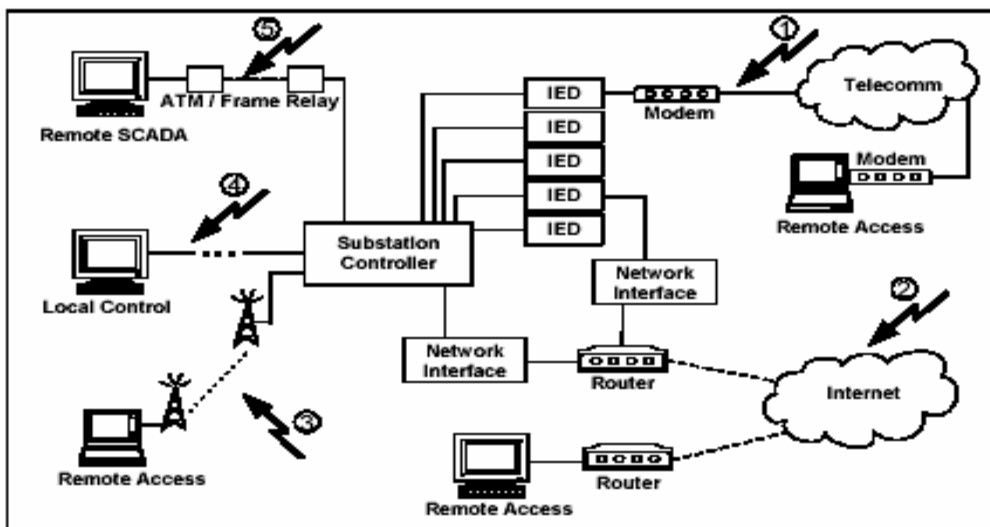 ⑤
①
ATM / Frame Relay
Remote SCADA
IED
Modem
Telecomm
IED
IED
IED
IED
Modem
Remote Access
④
Local Control
Substation
Controller
Network
Interface
②
Network
Interface
Router
Internet
③
Remote Access
Router
Remote Access